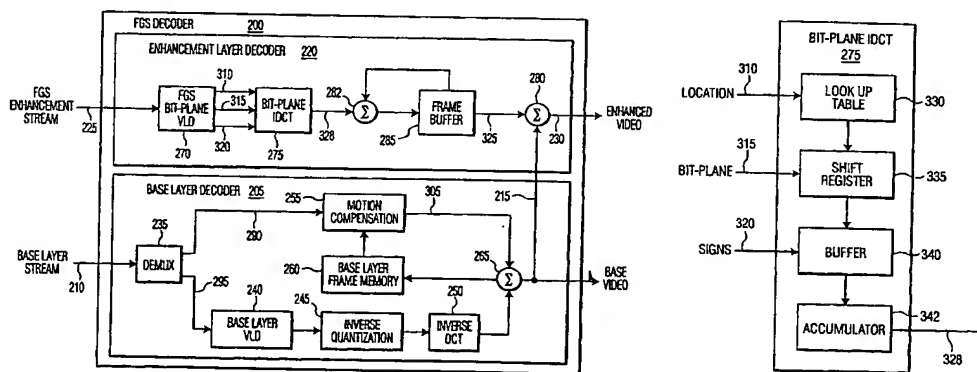 FGS DECODER 200
ENHANCEMENT LAYER DECODER 220
310
315
320
FGS
ENHANCEMENT
STREAM
225
FGS
BIT-PLANE
VLD
270
BIT-PLANE
IDCT
275
328
282
Σ
285
FRAME
BUFFER
325
280
Σ
230
ENHANCED
VIDEO
BASE LAYER DECODER 205
255
MOTION
COMPENSATION
305
215
290
235
DEMUX
BASE LAYER
STREAM
210
260
BASE LAYER
FRAME MEMORY
265
Σ
BASE
VIDEO
295
240
BASE LAYER
VLD
245
INVERSE
QUANTIZATION
250
INVERSE
DCT
BIT-PLANE IDCT
275
310
LOCATION
LOOK UP
TABLE
330
315
BIT-PLANE
SHIFT
REGISTER
335
320
SIGNS
BUFFER
340
ACCUMULATOR
342
328